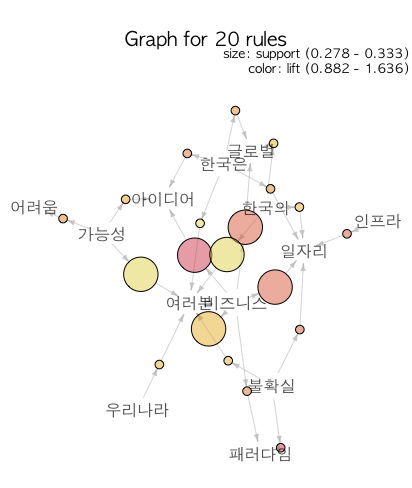 Graph for 20 rules
size: support (0.278 - 0.333)
color: lift (0.882 - 1.636)
글로벌
한국은
아이디어
한국의
어려움
가능성
인프라
일자리
여러분
비즈니스
불확실
우리나라
패러다임